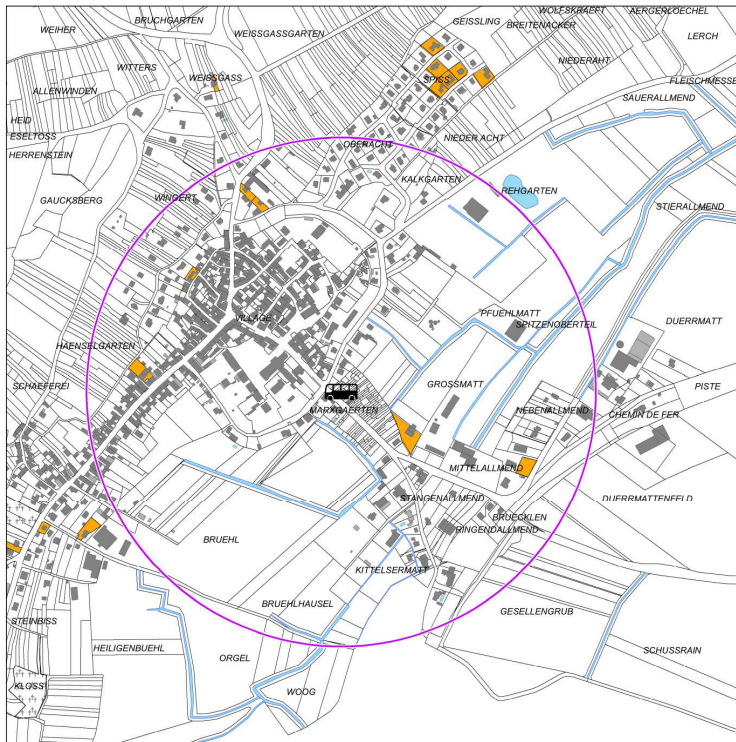 WOLFSKRAEFT
AERGERLOECHEL
GEISSLING
BRUCHGARTEN
BREITENACKER
WEIHER
WEISSGASSGARTEN
LERCH
WITTERS
NIEDERAHT
WEISSGASS
SPISS
FLEISCHMESSE
ALLENWINDEN
SAUERALLMEND
HEID
ESELTOSS
NIEDER ACHT
OBERACHT
HERRENSTEIN
KALKGARTEN
REHGARTEN
WINGERT
GAUCKSBERG
STIERALLMEND
PFUEHLMATT
VILLAGE
SPITZENOBERTEIL
DUERRMATT
HAENSELGARTEN
SCHAEFEREI
GROSSMATT
PISTE
MARXGAERTEN
NEBENALLMEND
CHEMIN DE FER
MITTELALLMEND
STANGENALLMEND
DUERRMATTENFELD
BRUECKLEN
RINGENDALLMEND
BRUEHL
KITTELSERMATT
BRUEHLHAUSEL
GESELLENGRUB
STEINBISS
HEILIGENBUEHL
SCHUSSRAIN
ORGEL
KLOSS
WOOG